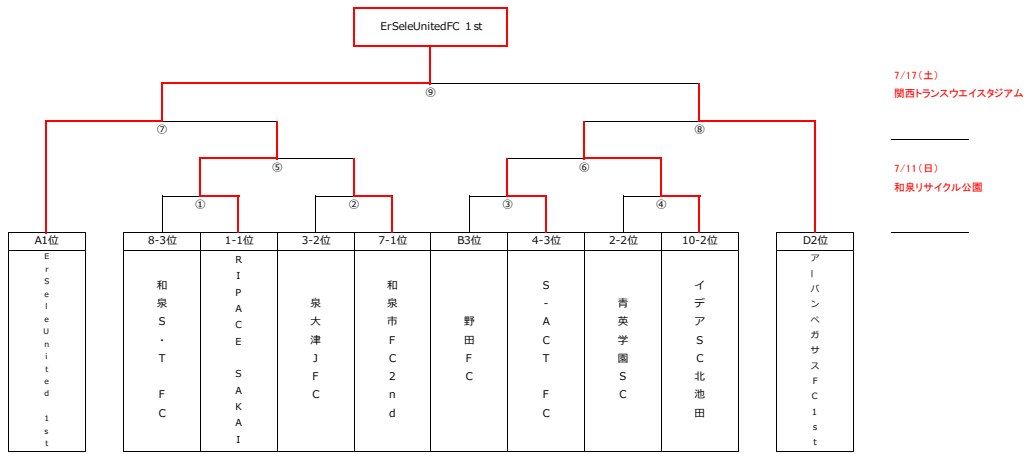 ErSeleUnitedFC 1st
7/17(土)
関西トランスウエイスタジアム
⑨
⑦
⑧
⑤
⑥
7/11(日)
和泉リサイクル公園
①
②
③
④
A1位
8-3位
1-1位
3-2位
7-1位
B3位
4-3位
2-2位
10-2位
D2位
ErSeleUnited 1st
和泉S・T FC
RIPACE SAKAI
泉大津JFC
和泉市FC2nd
野田FC
S-ACT FC
青英学園SC
イデアSC北池田
アーバンペガサスFC1st